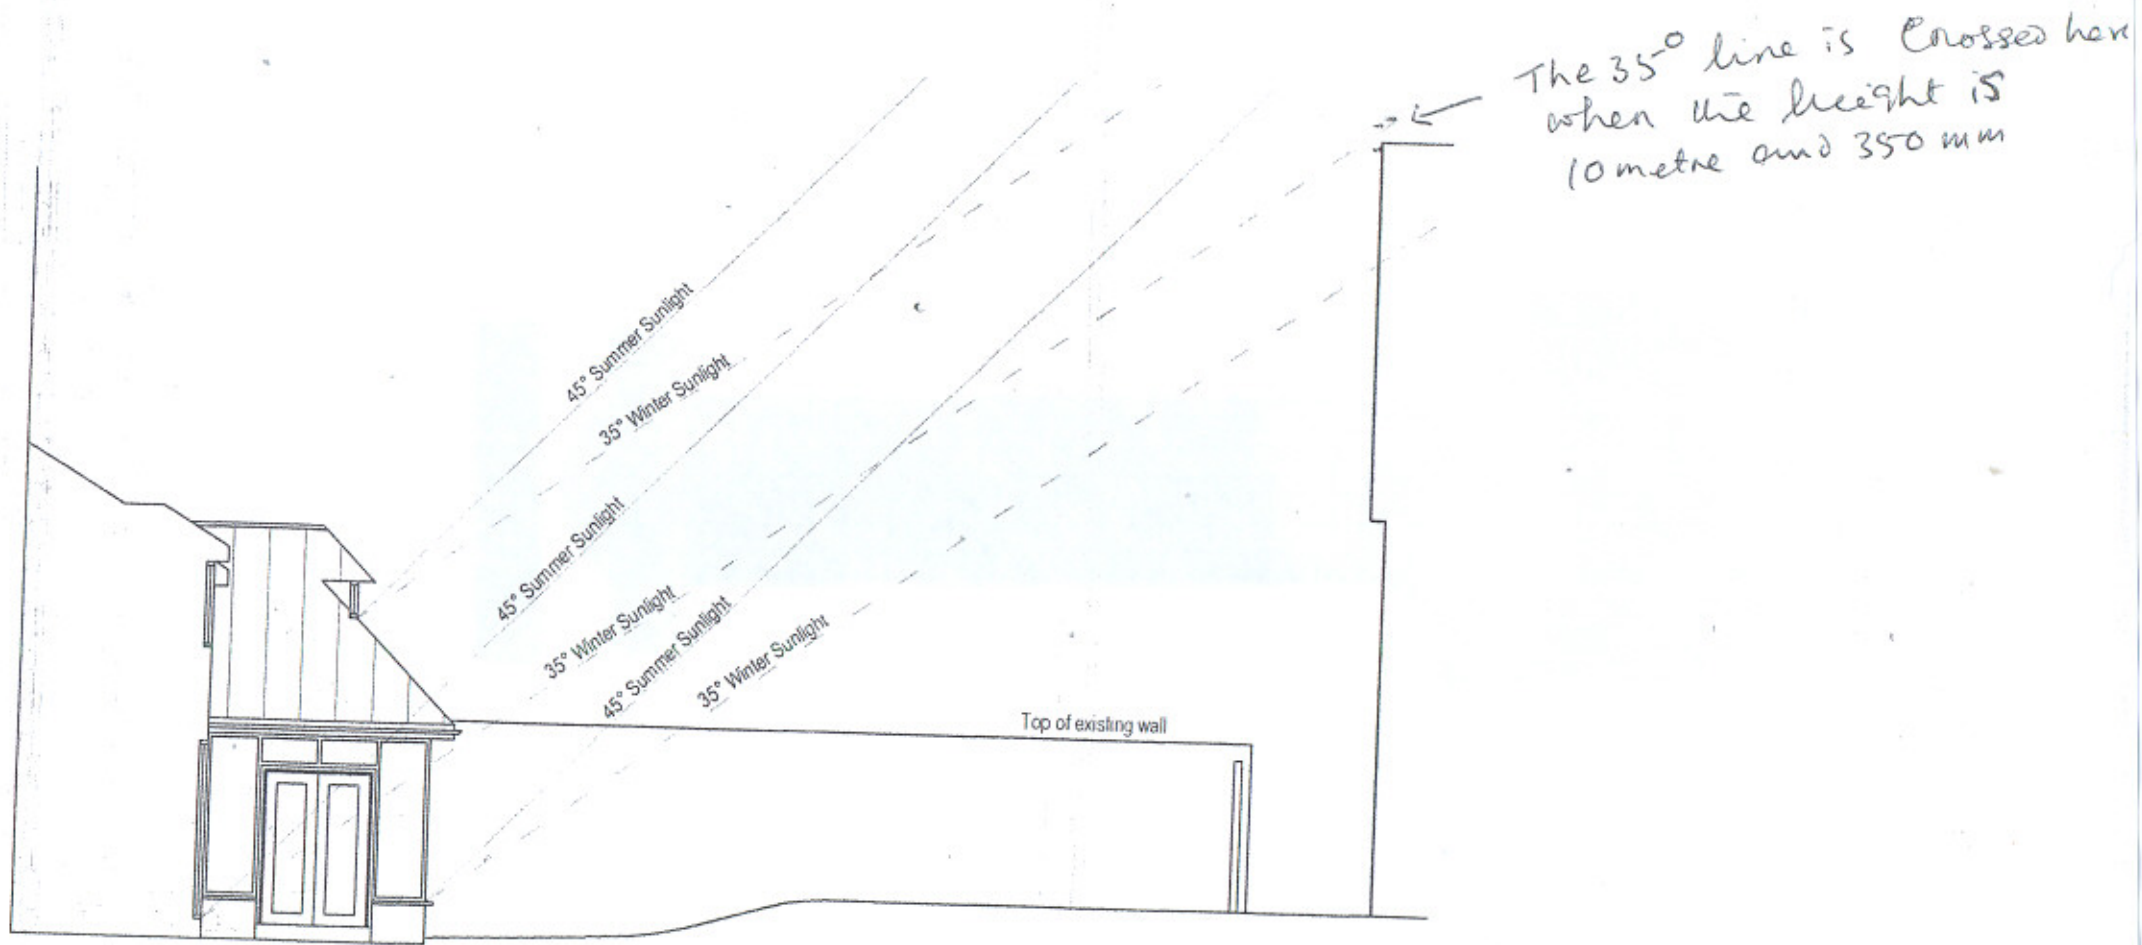 The 35° line is Crossed here
when the height is
10 metre and 350 mm
45° Summer Sunlight
35° Winter Sunlight
45° Summer Sunlight
35° Winter Sunlight
45° Summer Sunlight
35° Winter Sunlight
Top of existing wall